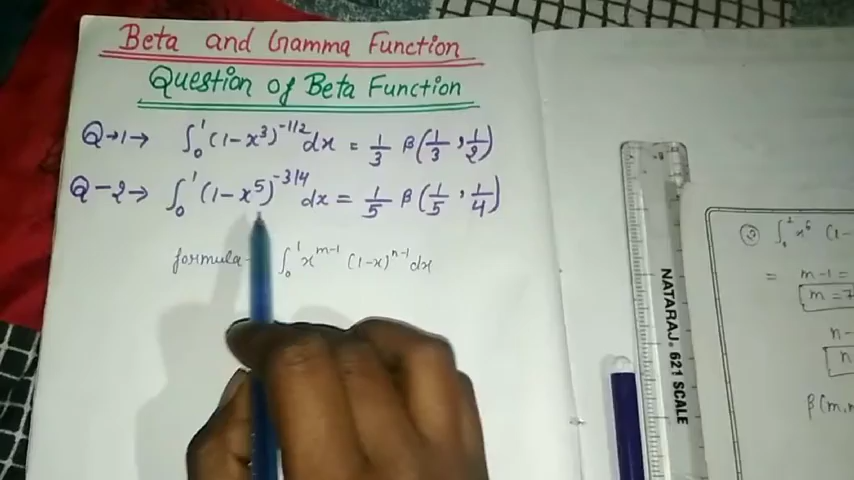 Beta and Gamma Function
Question of Beta Function
Q→1→ ∫₀¹ (1-x³)^-1/2 dx = 1/3 β(1/3, 1/2)
Q-2→ ∫₀¹ (1-x⁵)^-3/4 dx = 1/5 β(1/5, 1/4)
formula- ∫₀¹ x^m-1 (1-x)^n-1 dx
NATARAJ. 621 SCALE
x⁶ (1-
= m-1 =
m=7
n-
n
β(m,